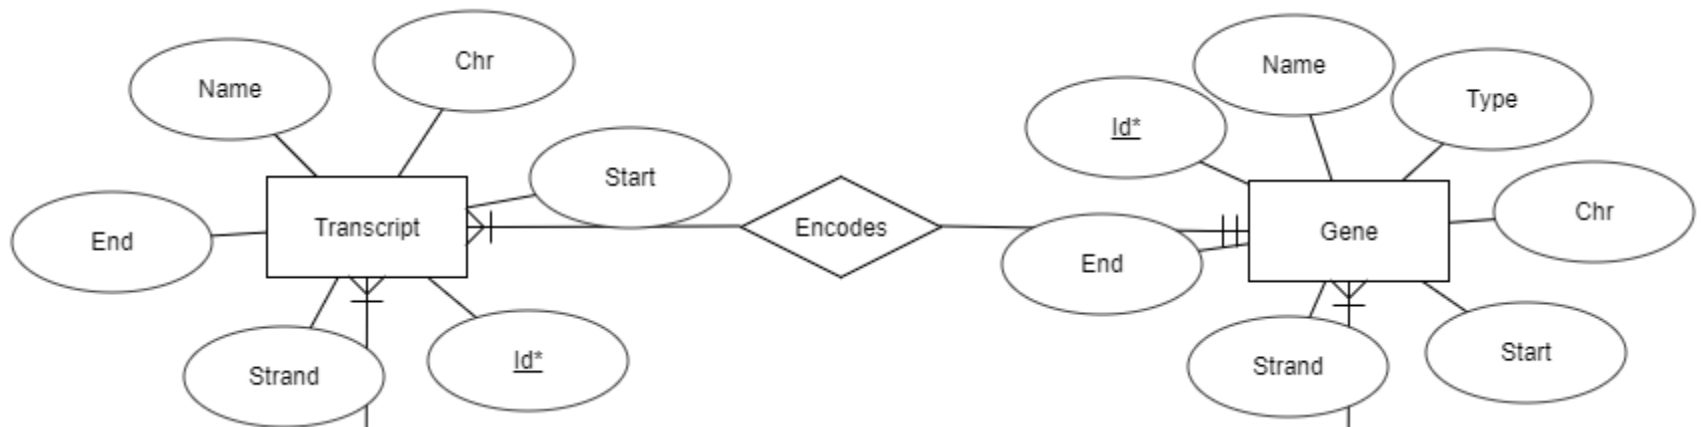 Name
Chr
Start
End
Transcript
Strand
Id*
Encodes
Name
Type
Id*
Chr
End
Gene
Strand
Start